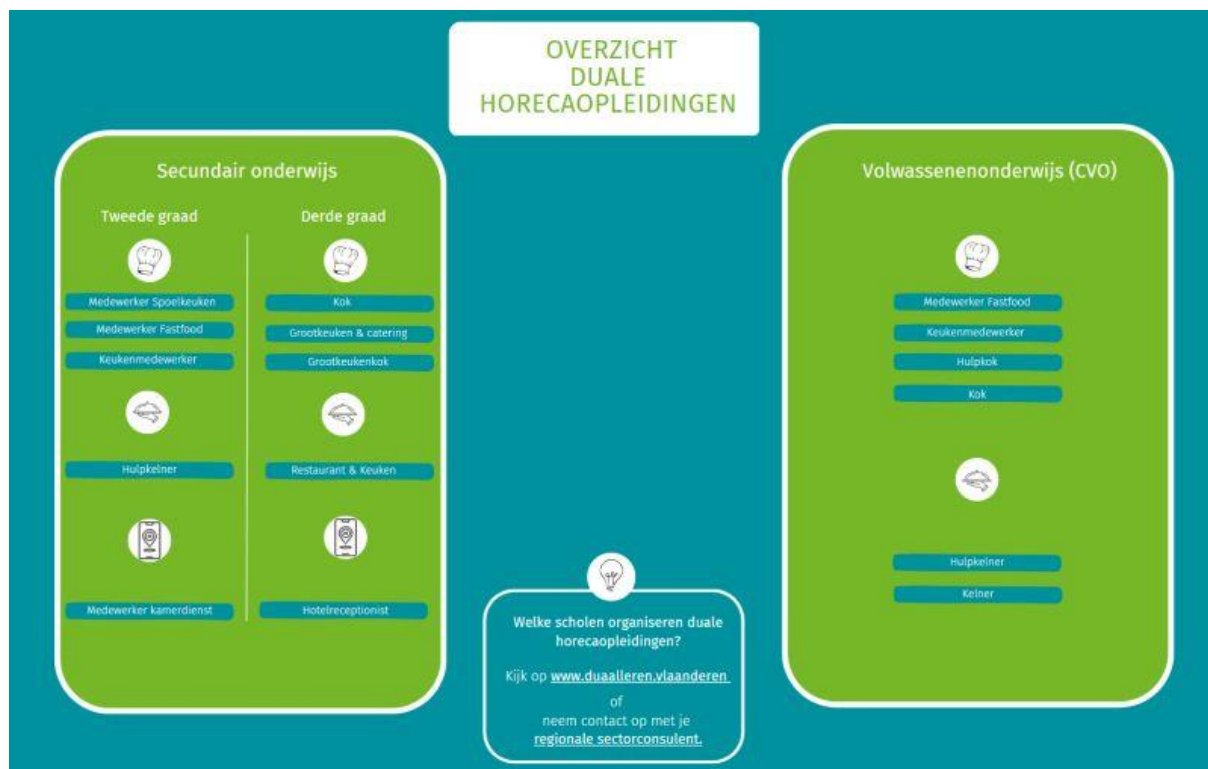 OVERZICHT
DUALE
HORECAOPLEIDINGEN
Secundair onderwijs
Tweede graad
Medewerker Spoelkeuken
Medewerker Fastfood
Keukenmedewerker
Hulpkelner
Medewerker kamerdienst
Derde graad
Kok
Grootkeuken & catering
Grootkeukenkok
Restaurant & Keuken
Hotelreceptionist
Welke scholen organiseren duale
horecaopleidingen?
Kijk op www.duaalleren.vlaanderen
of
neem contact op met je
regionale sectorconsulent.
Volwassenenonderwijs (CVO)
Medewerker Fastfood
Keukenmedewerker
Hulpkok
Kok
Hulpkelner
Kelner